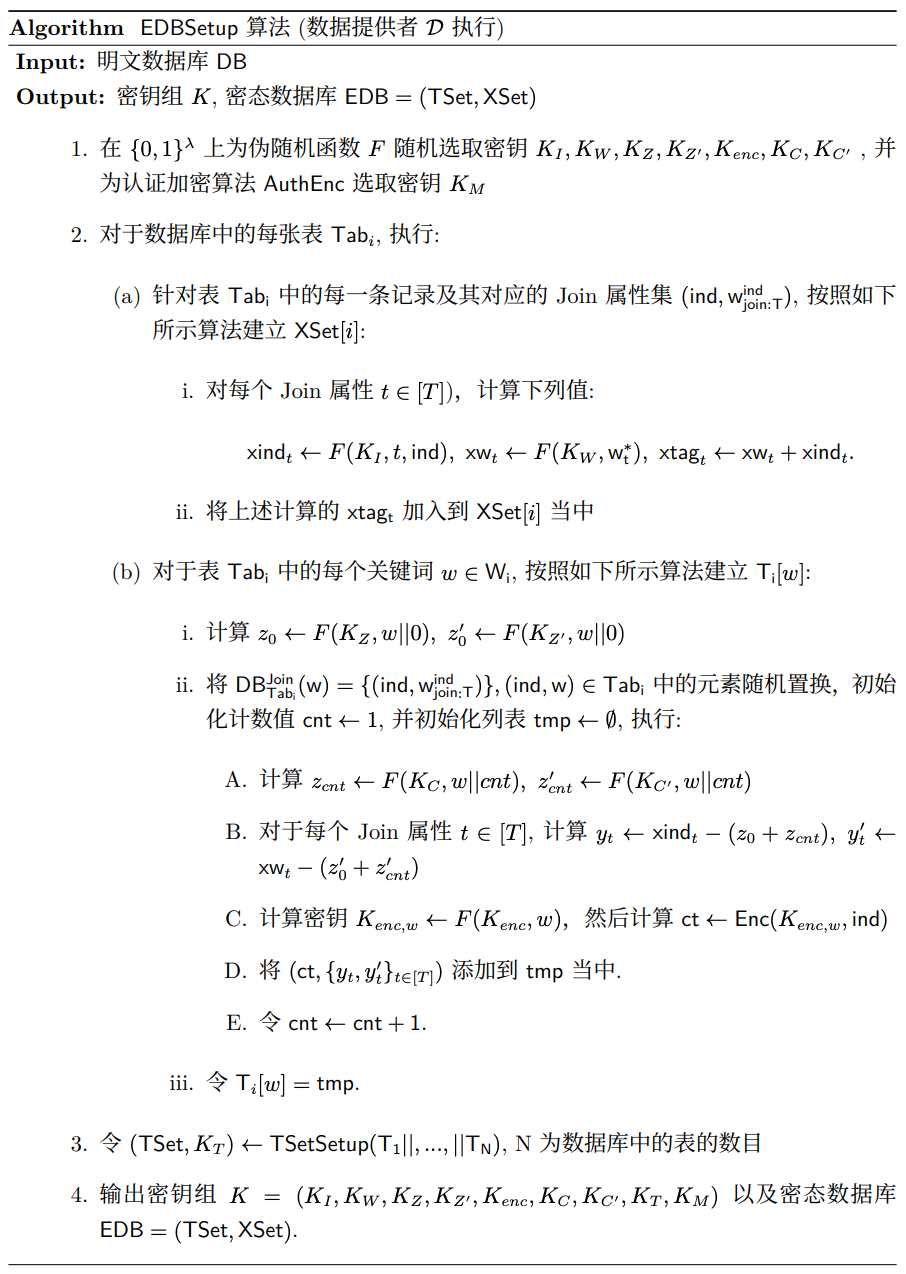 Algorithm EDBSetup 算法 (数据提供者 𝓓 执行)
Input: 明文数据库 DB
Output: 密钥组 K, 密态数据库 EDB = (TSet, XSet)
1. 在 {0, 1}^λ 上为伪随机函数 F 随机选取密钥 K_I, K_W, K_Z, K_{Z′}, K_{enc}, K_C, K_{C′} , 并
为认证加密算法 AuthEnc 选取密钥 K_M
2. 对于数据库中的每张表 Tab_i, 执行:
(a) 针对表 Tab_i 中的每一条记录及其对应的 Join 属性集 (ind, w_{join:T}^{ind}), 按照如下
所示算法建立 XSet[i]:
i. 对每个 Join 属性 t ∈ [T])，计算下列值:
xind_t ← F(K_I, t, ind), xw_t ← F(K_W, w_t^*), xtag_t ← xw_t + xind_t.
ii. 将上述计算的 xtag_t 加入到 XSet[i] 当中
(b) 对于表 Tab_i 中的每个关键词 w ∈ W_i, 按照如下所示算法建立 T_i[w]:
i. 计算 z_0 ← F(K_Z, w||0), z′_0 ← F(K_{Z′}, w||0)
ii. 将 DB_{Tab_i}^{Join}(w) = {(ind, w_{join:T}^{ind})}, (ind, w) ∈ Tab_i 中的元素随机置换，初始
化计数值 cnt ← 1, 并初始化列表 tmp ← ∅, 执行:
A. 计算 z_{cnt} ← F(K_C, w||cnt), z′_{cnt} ← F(K_{C′}, w||cnt)
B. 对于每个 Join 属性 t ∈ [T], 计算 y_t ← xind_t − (z_0 + z_{cnt}), y′_t ←
xw_t − (z′_0 + z′_{cnt})
C. 计算密钥 K_{enc,w} ← F(K_{enc}, w)，然后计算 ct ← Enc(K_{enc,w}, ind)
D. 将 (ct, {y_t, y′_t}_{t∈[T]}) 添加到 tmp 当中.
E. 令 cnt ← cnt + 1.
iii. 令 T_i[w] = tmp.
3. 令 (TSet, K_T) ← TSetSetup(T_1||, ..., ||T_N), N 为数据库中的表的数目
4. 输出密钥组 K = (K_I, K_W, K_Z, K_{Z′}, K_{enc}, K_C, K_{C′}, K_T, K_M) 以及密态数据库
EDB = (TSet, XSet).